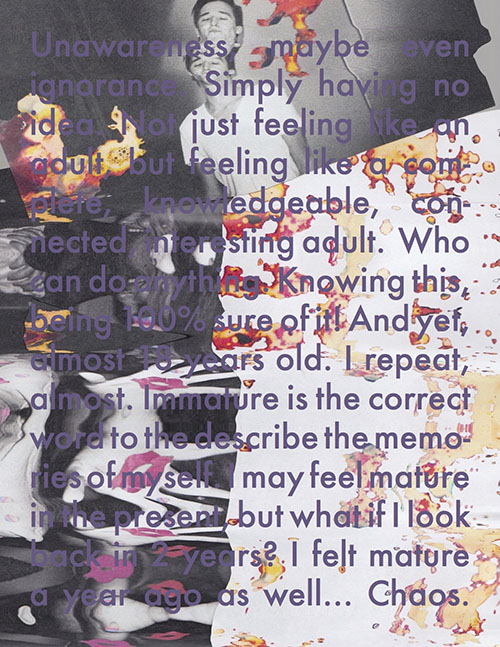 Unawareness, maybe even
ignorance. Simply having no
idea. Not just feeling like an
adult, but feeling like a com-
plete, knowledgeable, con-
nected, interesting adult. Who
can do anything. Knowing this,
being 100% sure of it! And yet,
almost 18 years old. I repeat,
almost. Immature is the correct
word to the describe the memo-
ries of myself. I may feel mature
in the present, but what if I look
back in 2 years? I felt mature
a year ago as well... Chaos.